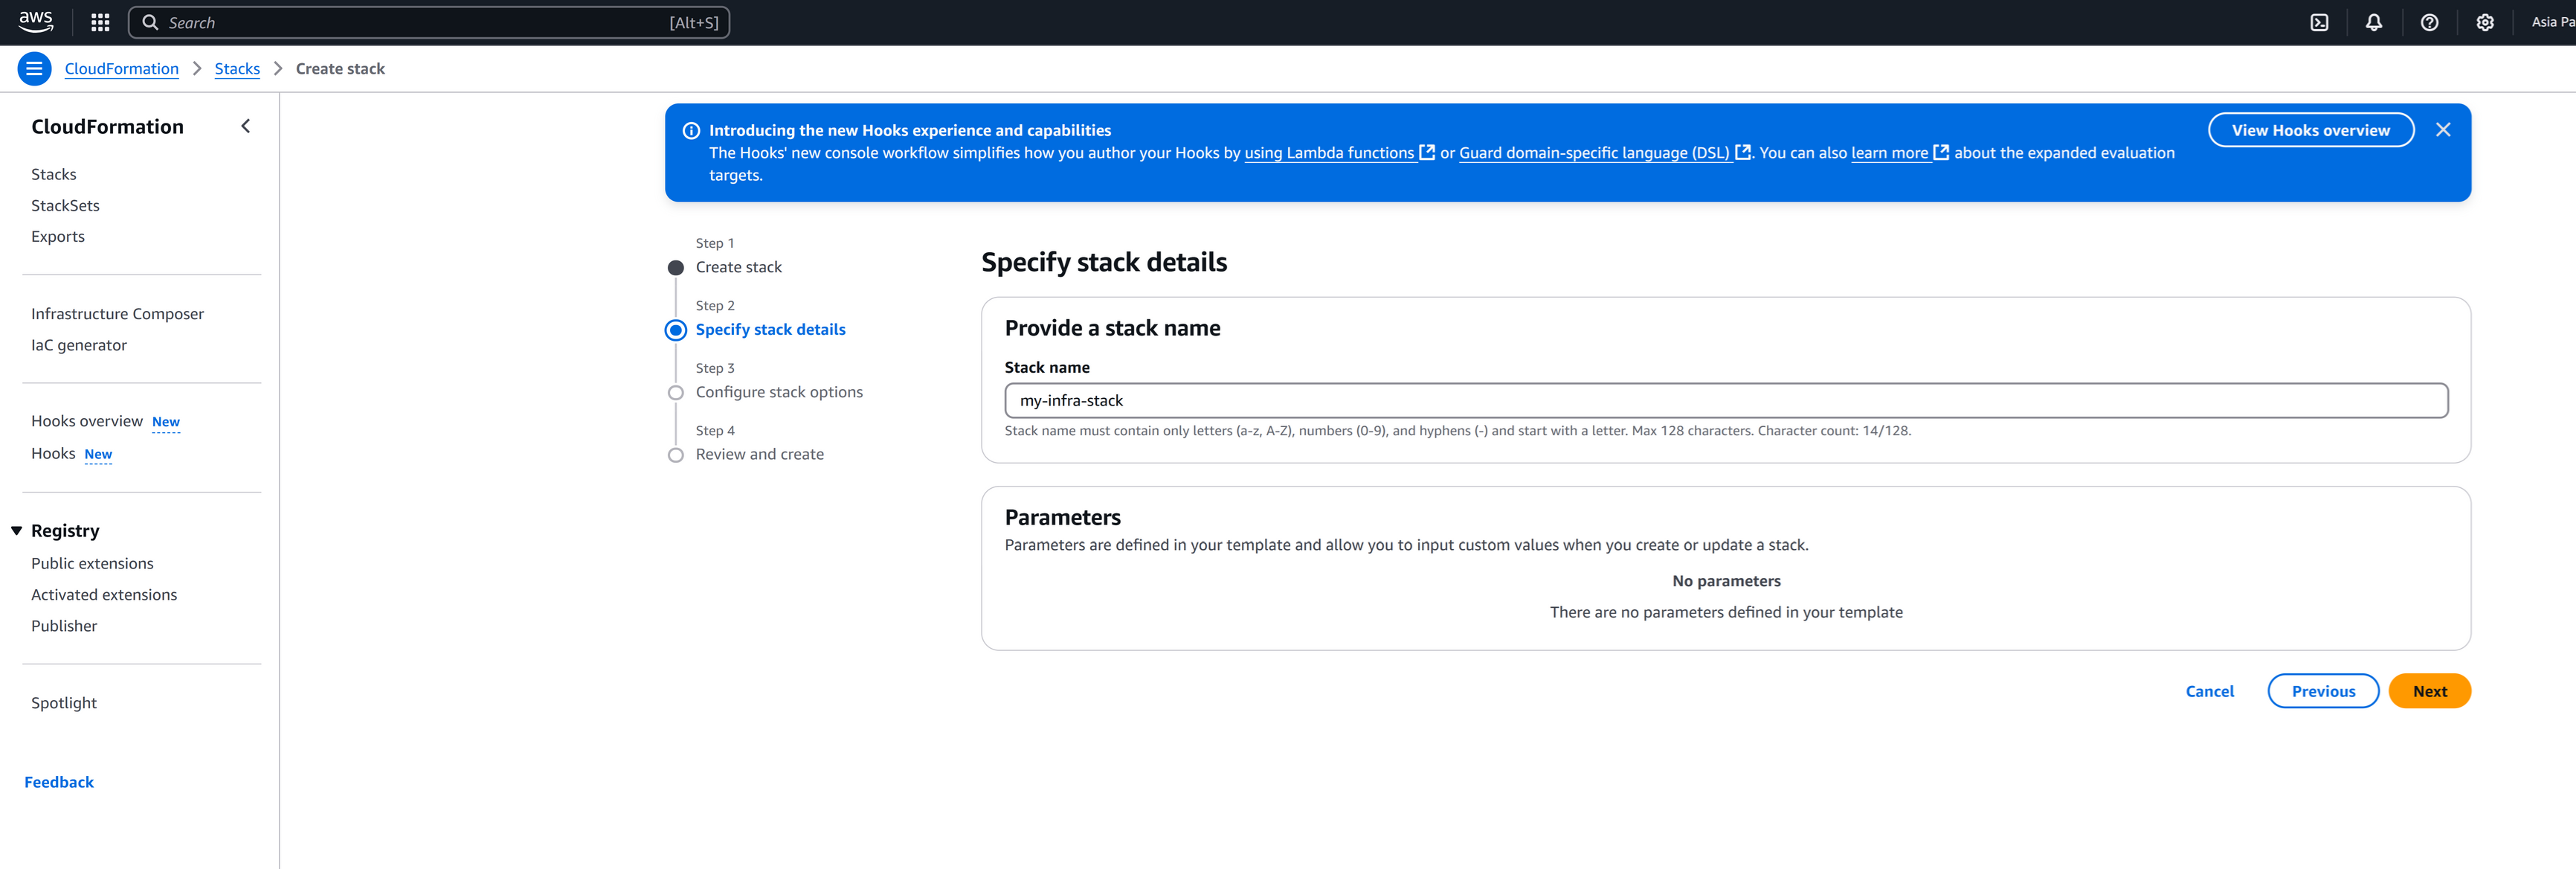 aws
Search [Alt+S]
Asia Pa
CloudFormation > Stacks > Create stack
CloudFormation
Stacks
StackSets
Exports
Infrastructure Composer
IaC generator
Hooks overview New
Hooks New
Registry
Public extensions
Activated extensions
Publisher
Spotlight
Feedback
Introducing the new Hooks experience and capabilities
The Hooks' new console workflow simplifies how you author your Hooks by using Lambda functions or Guard domain-specific language (DSL). You can also learn more about the expanded evaluation
targets.
View Hooks overview
Step 1
Create stack
Step 2
Specify stack details
Step 3
Configure stack options
Step 4
Review and create
Specify stack details
Provide a stack name
Stack name
my-infra-stack
Stack name must contain only letters (a-z, A-Z), numbers (0-9), and hyphens (-) and start with a letter. Max 128 characters. Character count: 14/128.
Parameters
Parameters are defined in your template and allow you to input custom values when you create or update a stack.
No parameters
There are no parameters defined in your template
Cancel
Previous
Next